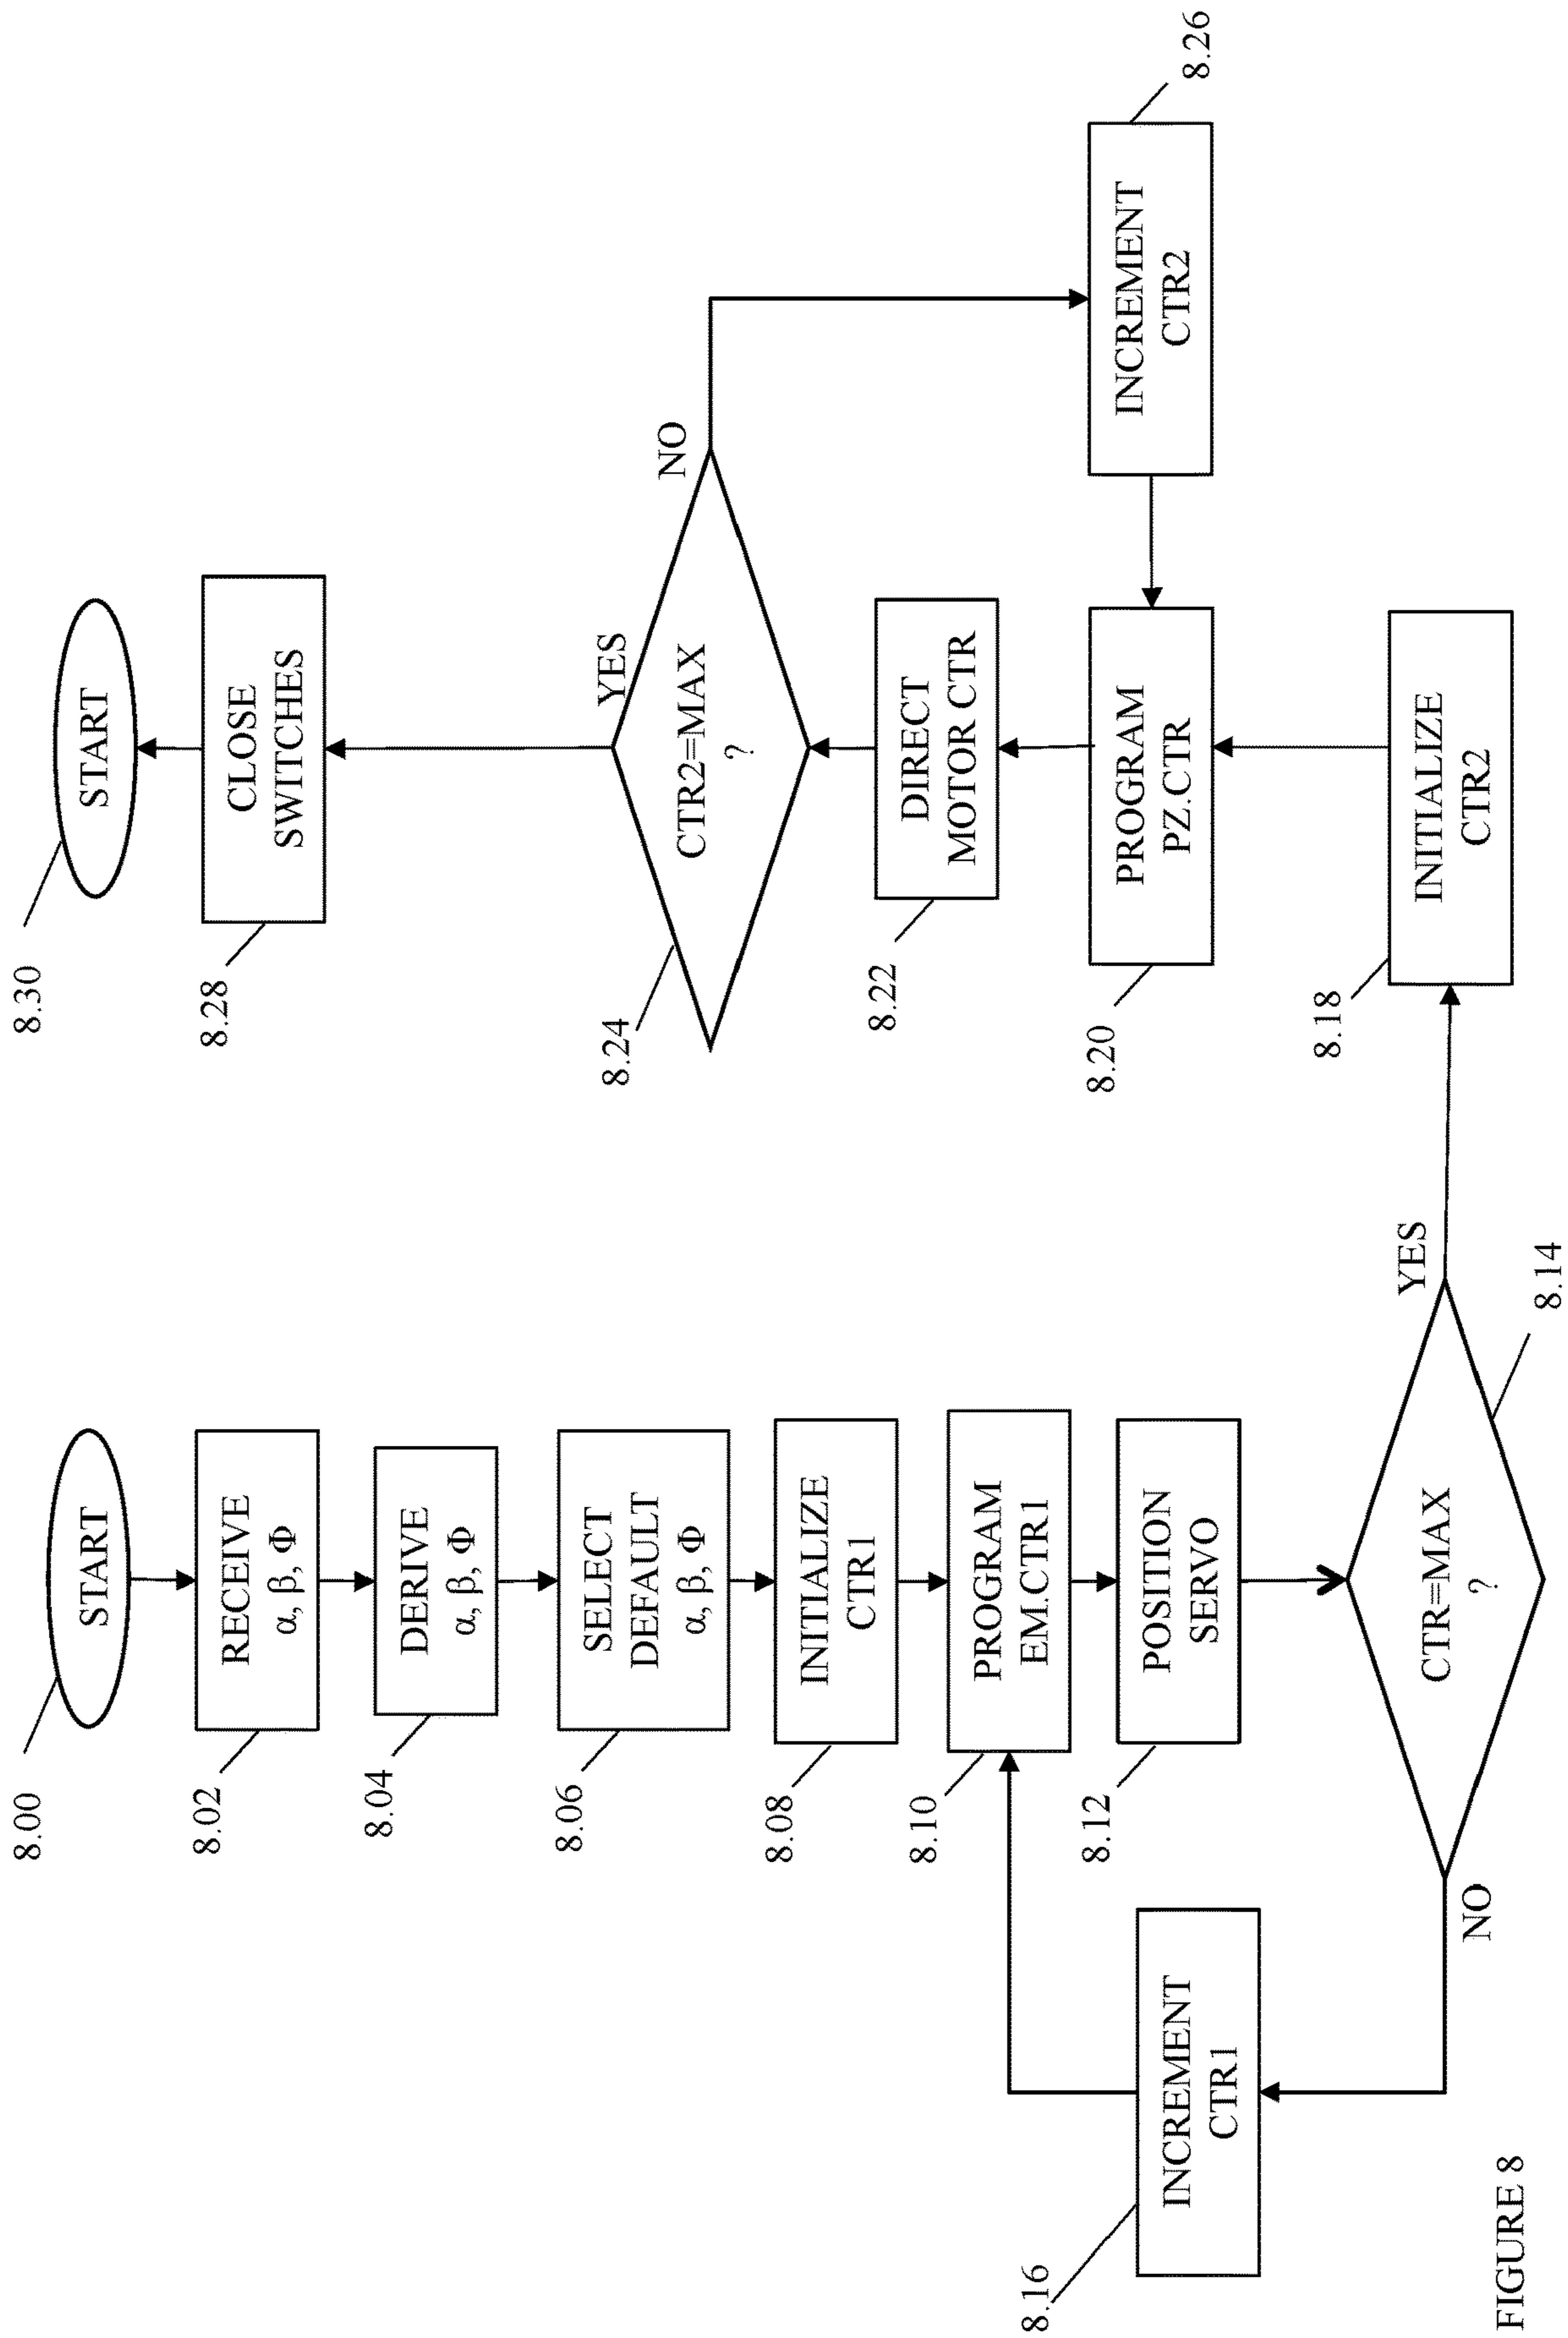 8.00
START
8.02
RECEIVE
α, β, Φ
8.04
DERIVE
α, β, Φ
8.06
SELECT
DEFAULT
α, β, Φ
8.08
INITIALIZE
CTR1
8.10
PROGRAM
EM.CTR1
8.12
POSITION
SERVO
CTR=MAX
?
8.14
NO
YES
8.16
INCREMENT
CTR1
8.18
INITIALIZE
CTR2
8.20
PROGRAM
PZ.CTR
8.22
DIRECT
MOTOR CTR
8.24
CTR2=MAX
?
YES
NO
8.26
INCREMENT
CTR2
8.28
CLOSE
SWITCHES
8.30
START
FIGURE 8